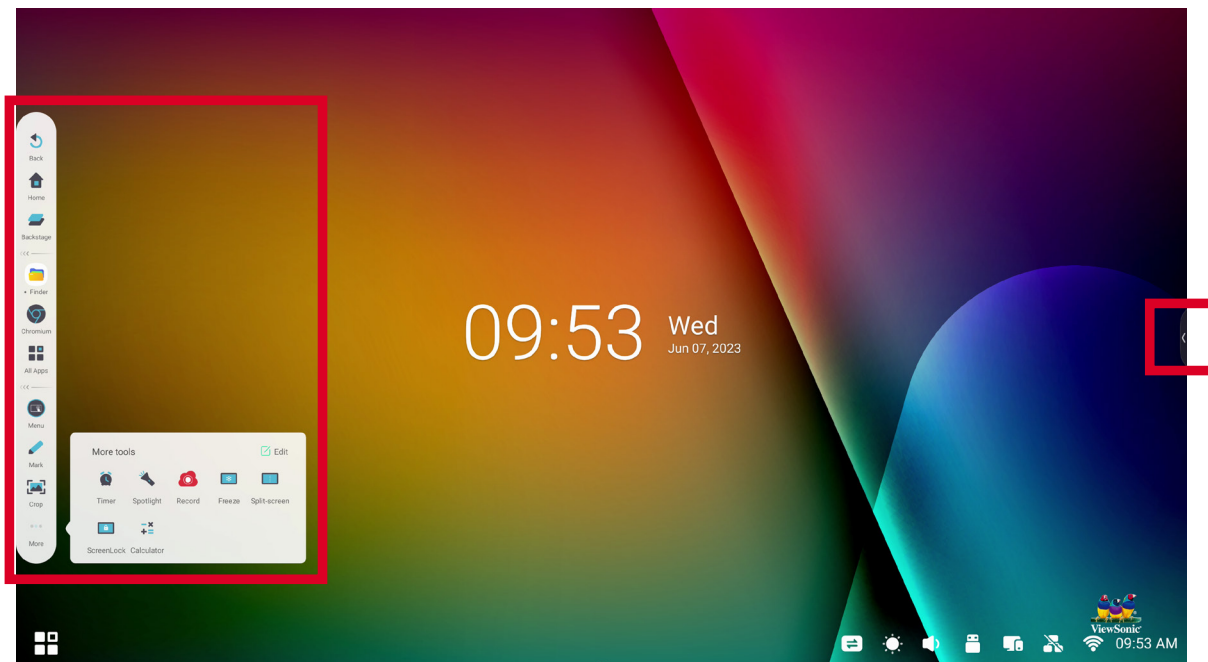 Back
Home
Backstage
Finder
Chromium
All Apps
Menu
Mark
Crop
More
More tools
Edit
Timer Spotlight Record Freeze Split-screen
ScreenLock Calculator
09:53
Wed
Jun 07, 2023
ViewSonic
09:53 AM